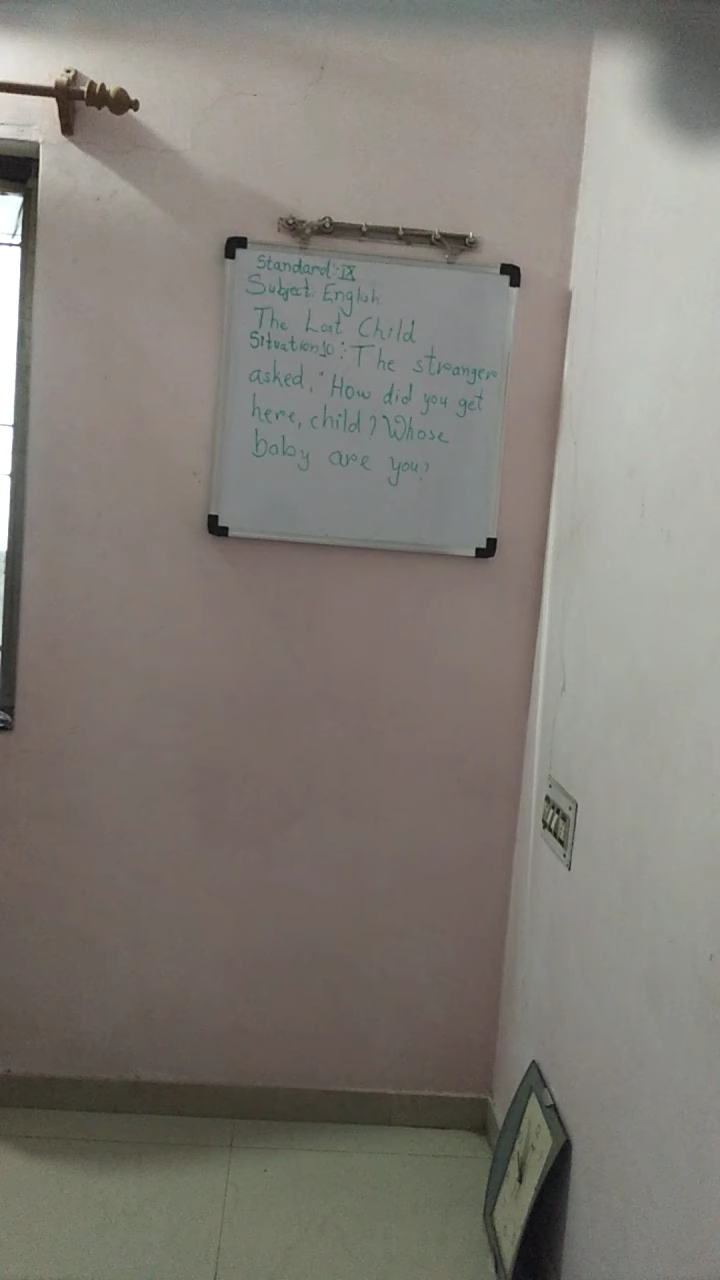 Standard:-IX
Subject: English
The Lost Child
Situation 10: The stranger
asked, "How did you get
here, child? Whose
baby are you?